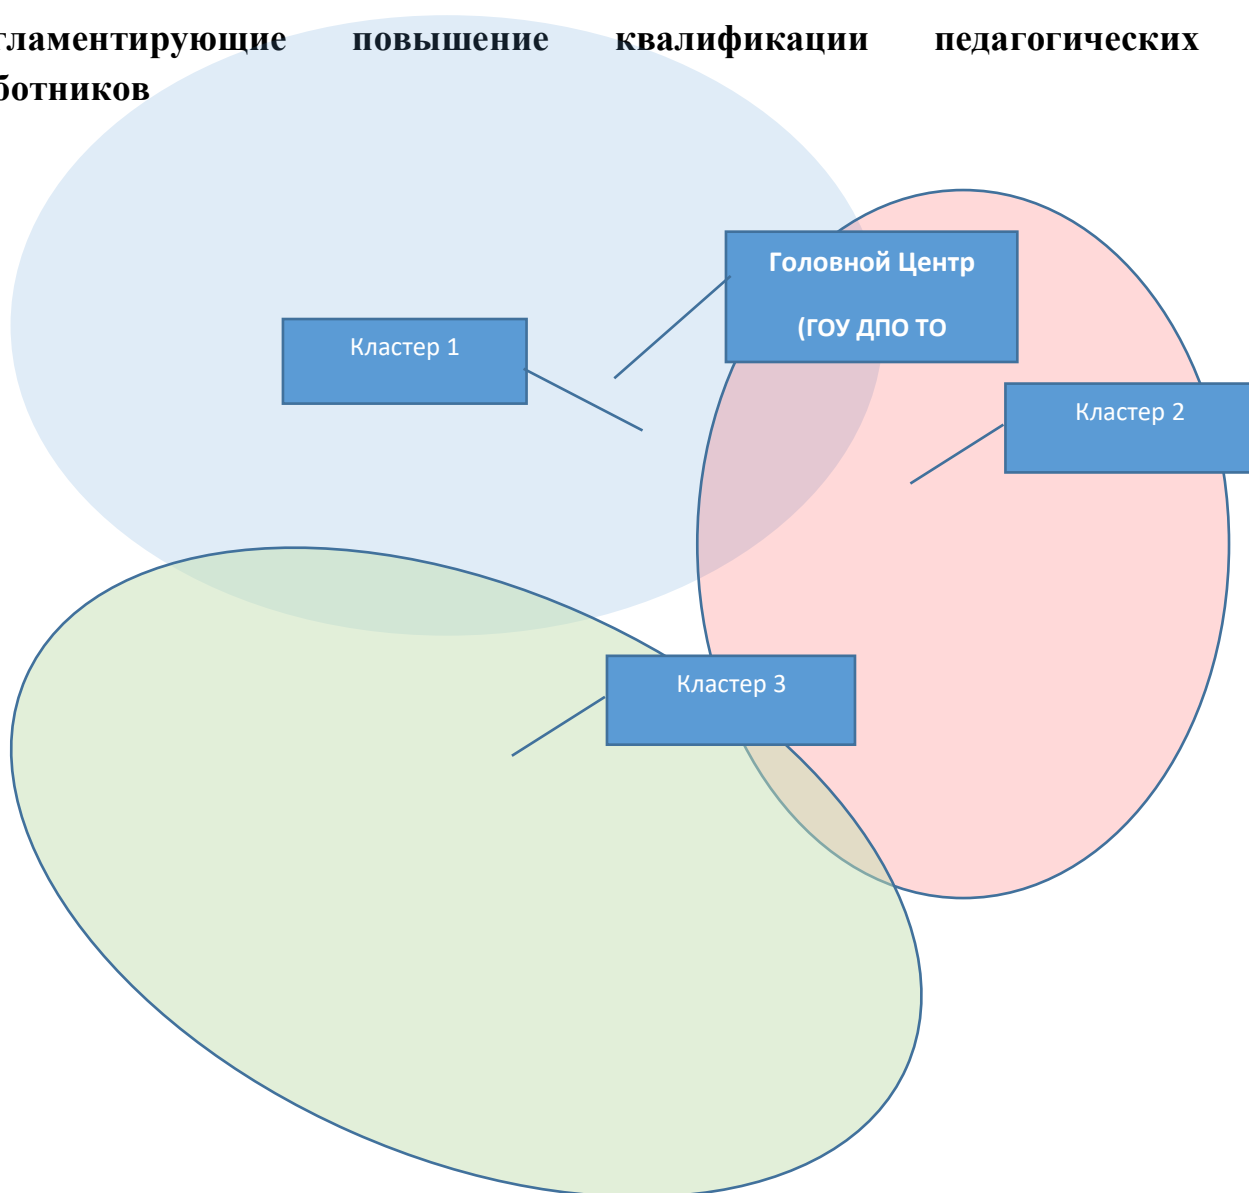 гламентирующие повышение квалификации педагогических
ботников
Головной Центр
(ГОУ ДПО ТО
Кластер 1
Кластер 2
Кластер 3